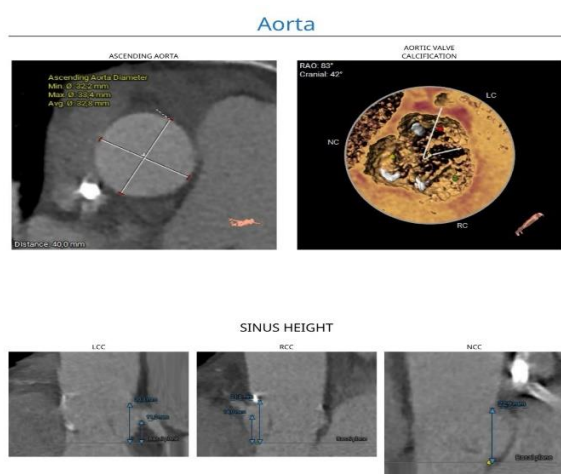 Aorta
ASCENDING AORTA
Ascending Aorta Diameter
Min. Ø: 32,2 mm
Max. Ø: 33,4 mm
Avg. Ø: 32,8 mm
Distance: 40,0 mm
AORTIC VALVE
CALCIFICATION
RAO: 83°
Cranial: 42°
LC
NC
RC
SINUS HEIGHT
LCC
RCC
NCC